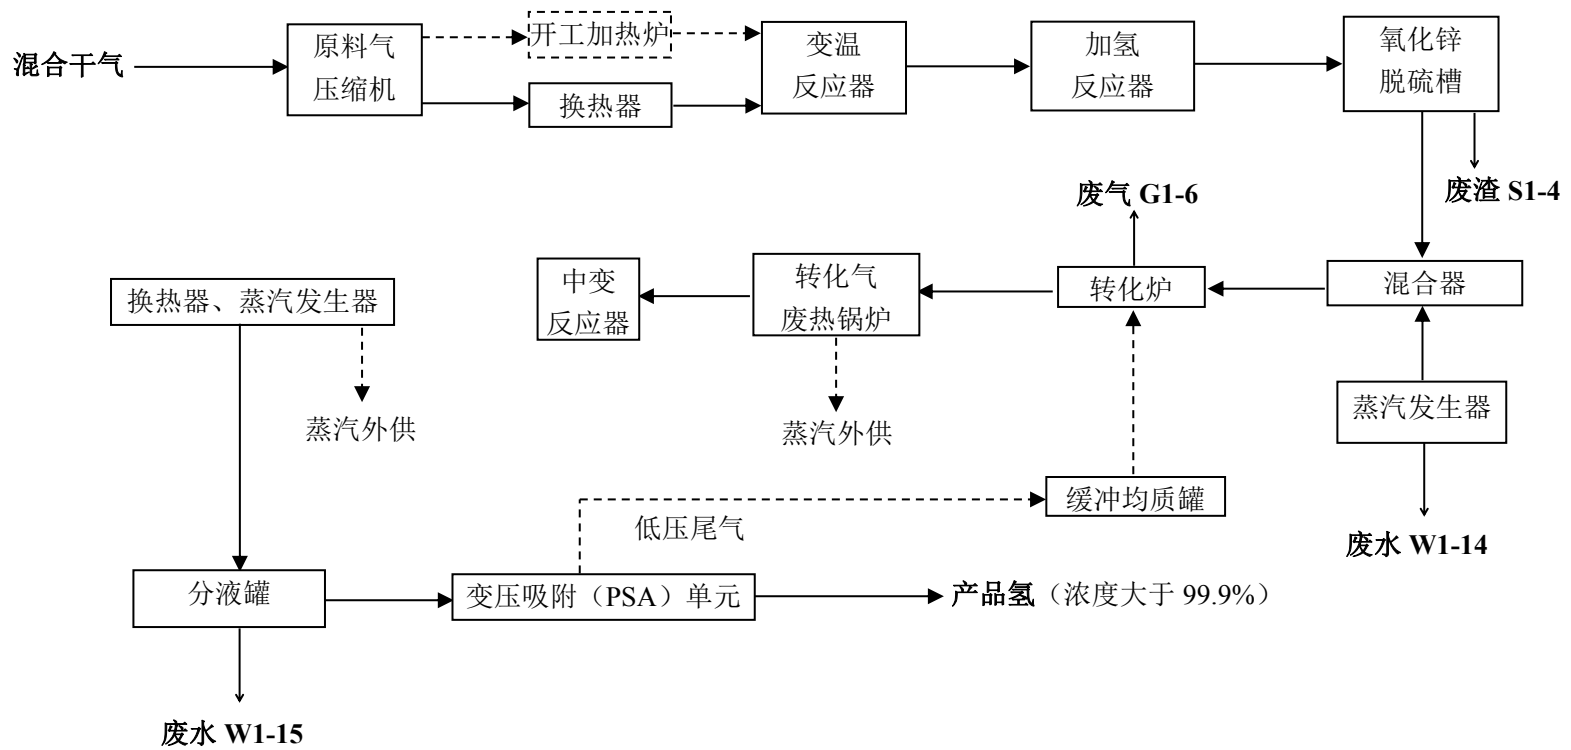 混合干气
原料气
压缩机
开工加热炉
换热器
变温
反应器
加氢
反应器
氧化锌
脱硫槽
废渣 S1-4
废气 G1-6
换热器、蒸汽发生器
中变
反应器
转化气
废热锅炉
转化炉
混合器
蒸汽外供
蒸汽外供
蒸汽发生器
低压尾气
缓冲均质罐
废水 W1-14
分液罐
变压吸附（PSA）单元
产品氢（浓度大于 99.9%）
废水 W1-15